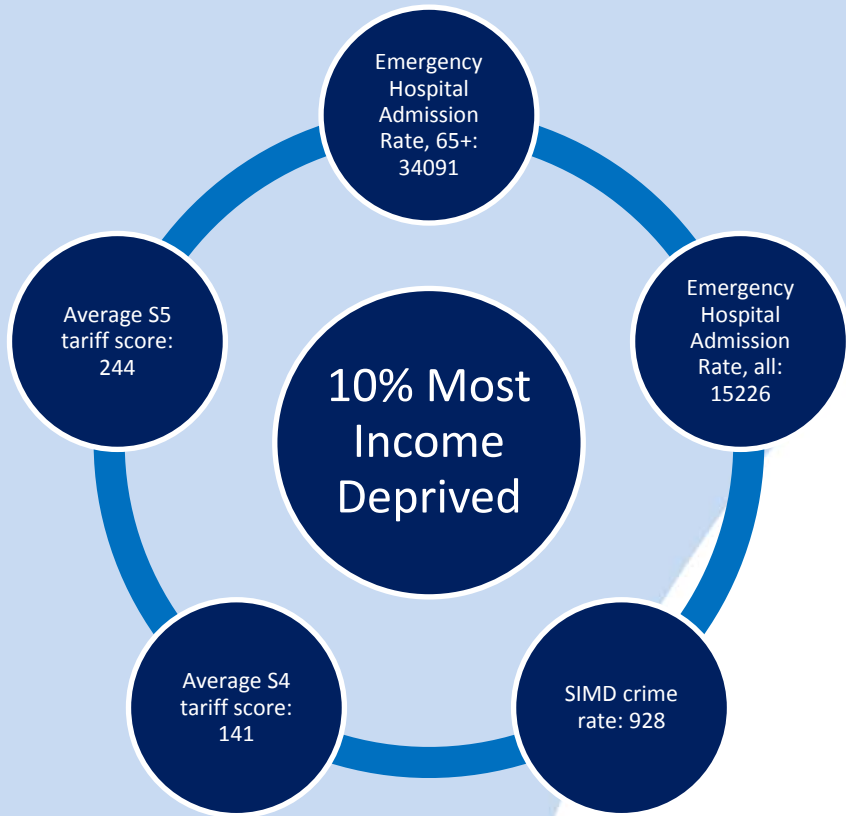 Emergency
Hospital
Admission
Rate, 65+:
34091
Emergency
Hospital
Admission
Rate, all:
15226
SIMD crime
rate: 928
Average S4
tariff score:
141
Average S5
tariff score:
244
10% Most
Income
Deprived